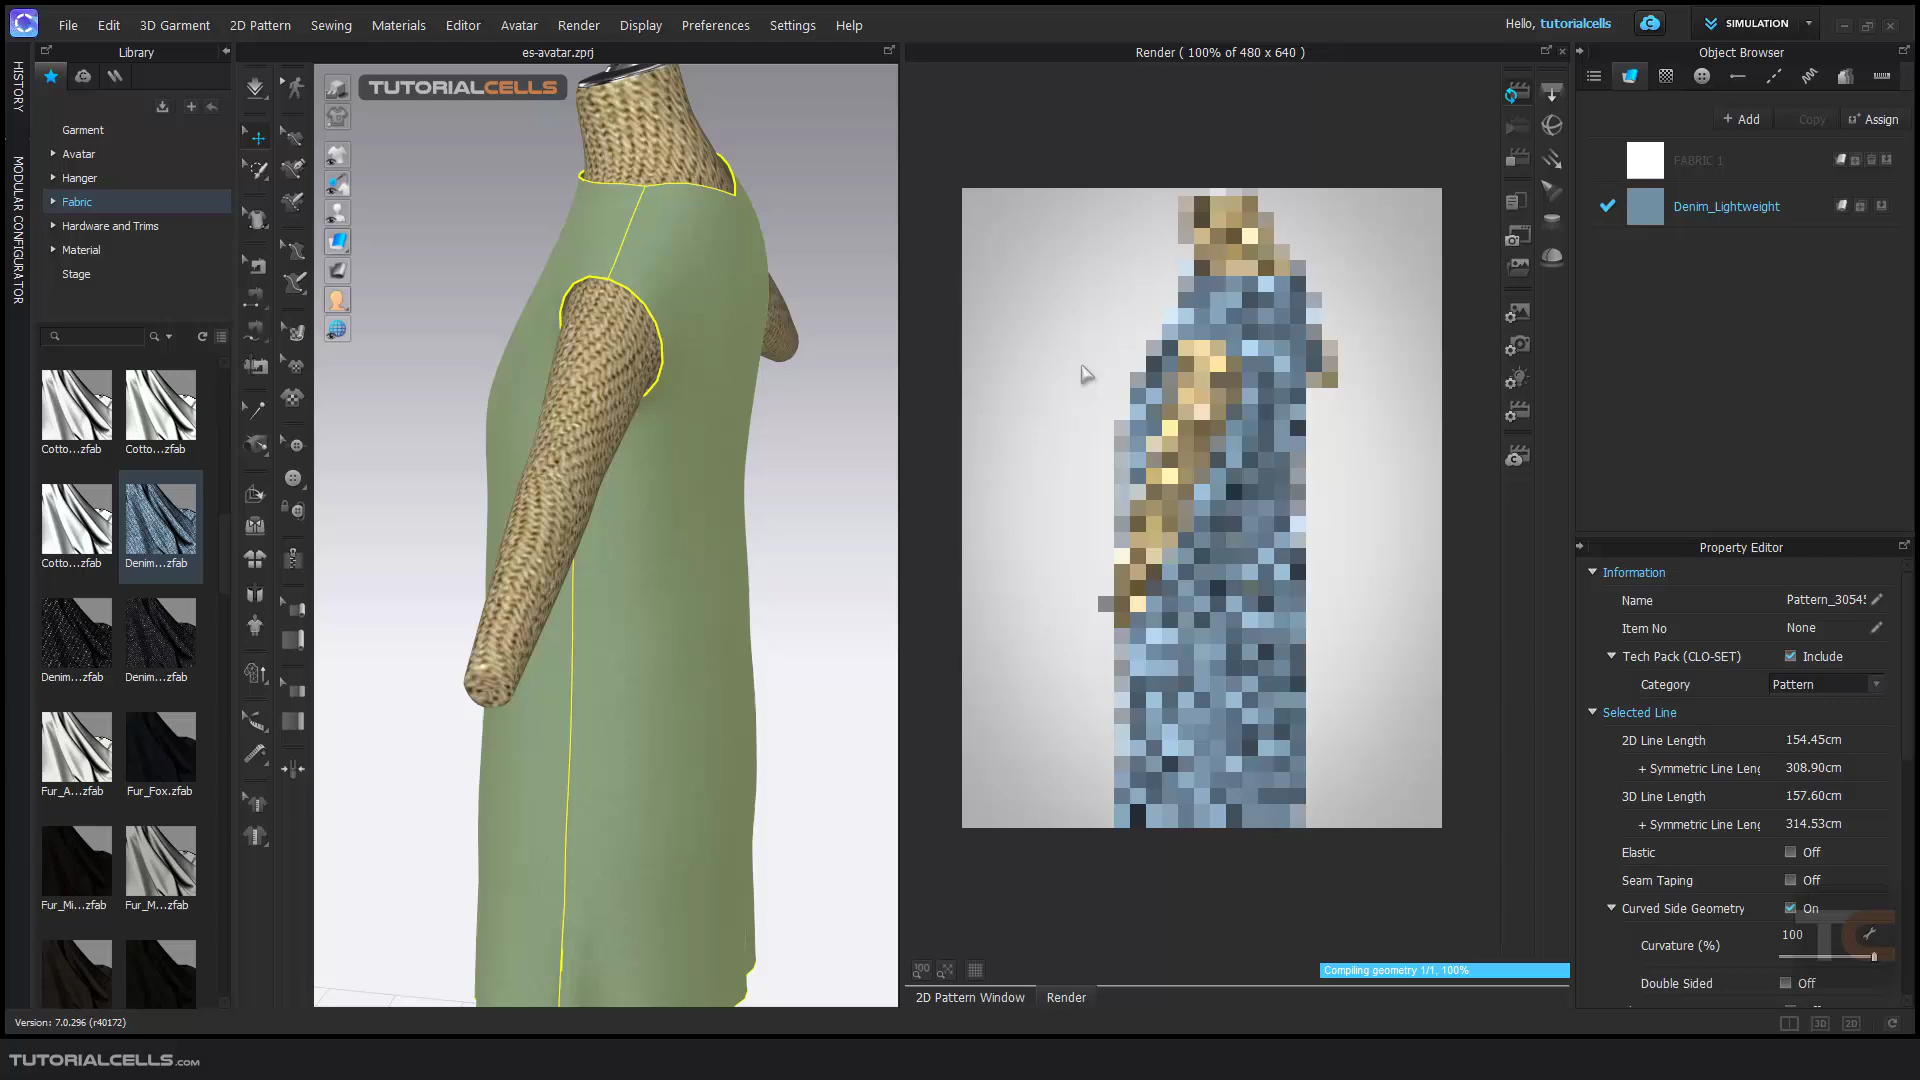 File Edit 3D Garment 2D Pattern Sewing Materials Editor Avatar Render Display Preferences Settings Help
Hello, tutorialcells
SIMULATION
Library
es-avatar.zprj
Render ( 100% of 480 x 640 )
Object Browser
HISTORY
MODULAR CONFIGURATOR
TUTORIALCELLS
Garment
Avatar
Hanger
Fabric
Hardware and Trims
Material
Stage
Cotto...zfab Cotto...zfab
Cotto...zfab Denim...zfab
Denim...zfab Denim...zfab
Fur_A...zfab Fur_Fox.zfab
Fur_Mi...zfab Fur_M...zfab
+ Add Copy Assign
FABRIC 1
Denim_Lightweight
Property Editor
Information
Name Pattern_3054
Item No None
Tech Pack (CLO-SET) Include
Category Pattern
Selected Line
2D Line Length 154.45cm
+ Symmetric Line Leng 308.90cm
3D Line Length 157.60cm
+ Symmetric Line Leng 314.53cm
Elastic Off
Seam Taping Off
Curved Side Geometry On
Curvature (%) 100
Double Sided Off
TC
100
Compiling geometry 1/1, 100%
2D Pattern Window Render
Version: 7.0.296 (r40172)
3D 2D
TUTORIALCELLS.COM